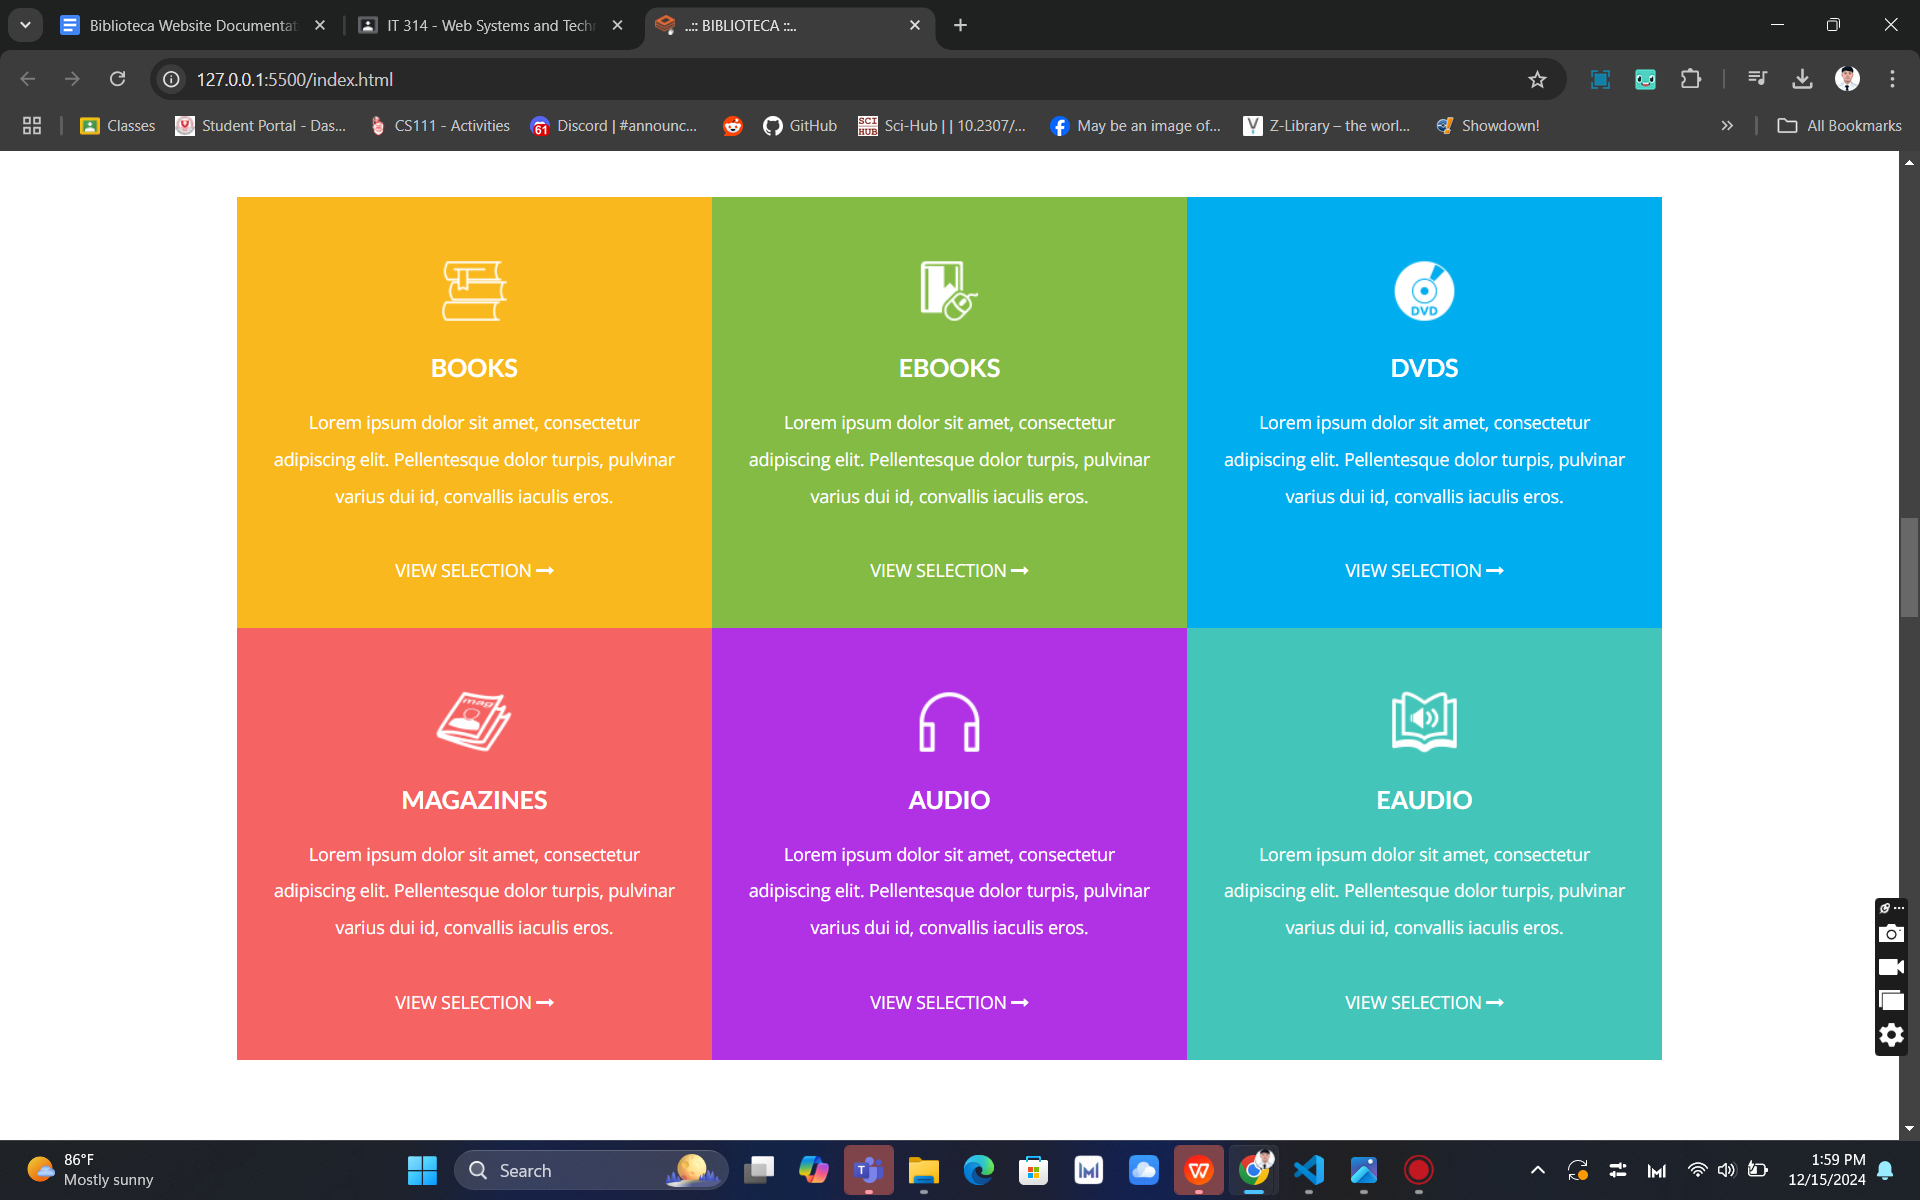 Biblioteca Website Documentat
IT 314 - Web Systems and Techn
..:: BIBLIOTECA ::..
127.0.0.1:5500/index.html
Classes
Student Portal - Das...
CS111 - Activities
61
Discord | #announc...
GitHub
SCI
HUB
Sci-Hub | | 10.2307/...
May be an image of...
Z-Library – the worl...
Showdown!
All Bookmarks
BOOKS
Lorem ipsum dolor sit amet, consectetur
adipiscing elit. Pellentesque dolor turpis, pulvinar
varius dui id, convallis iaculis eros.
VIEW SELECTION
EBOOKS
Lorem ipsum dolor sit amet, consectetur
adipiscing elit. Pellentesque dolor turpis, pulvinar
varius dui id, convallis iaculis eros.
VIEW SELECTION
DVD
DVDS
Lorem ipsum dolor sit amet, consectetur
adipiscing elit. Pellentesque dolor turpis, pulvinar
varius dui id, convallis iaculis eros.
VIEW SELECTION
mag
MAGAZINES
Lorem ipsum dolor sit amet, consectetur
adipiscing elit. Pellentesque dolor turpis, pulvinar
varius dui id, convallis iaculis eros.
VIEW SELECTION
AUDIO
Lorem ipsum dolor sit amet, consectetur
adipiscing elit. Pellentesque dolor turpis, pulvinar
varius dui id, convallis iaculis eros.
VIEW SELECTION
EAUDIO
Lorem ipsum dolor sit amet, consectetur
adipiscing elit. Pellentesque dolor turpis, pulvinar
varius dui id, convallis iaculis eros.
VIEW SELECTION
86°F
Mostly sunny
Search
1:59 PM
12/15/2024